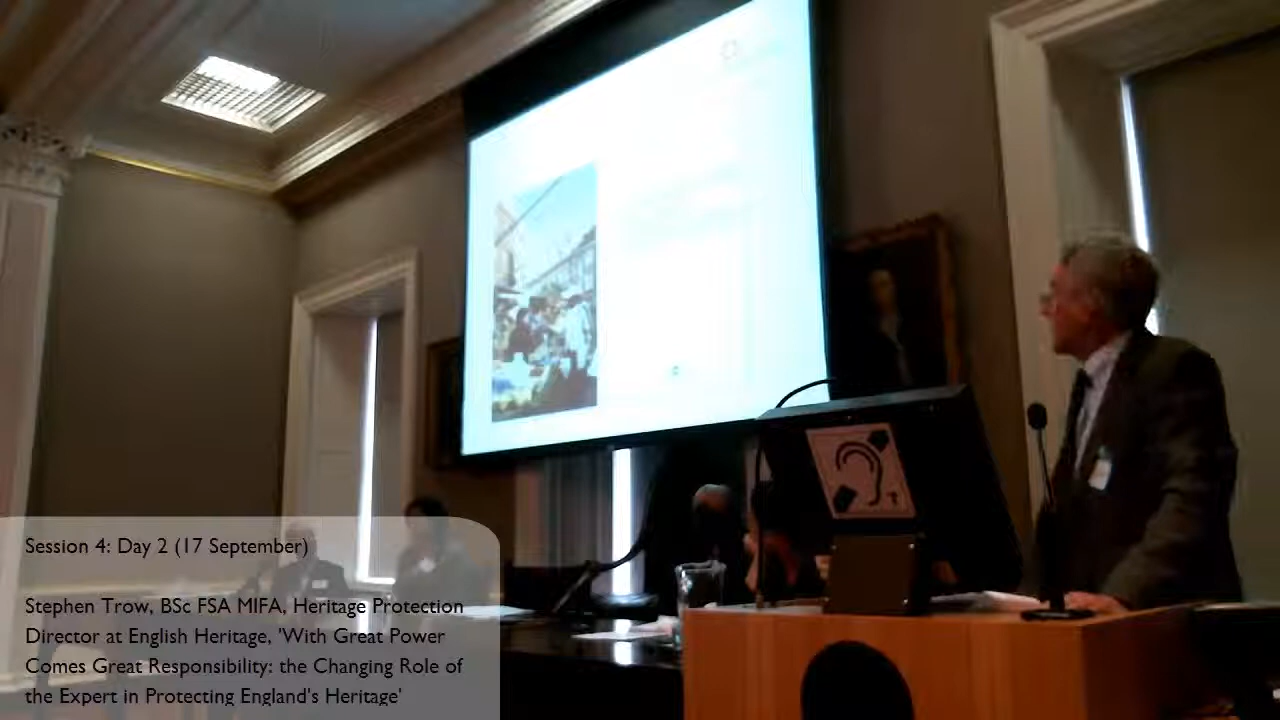 Session 4: Day 2 (17 September)
Stephen Trow, BSc FSA MIFA, Heritage Protection
Director at English Heritage, 'With Great Power
Comes Great Responsibility: the Changing Role of
the Expert in Protecting England's Heritage'
T